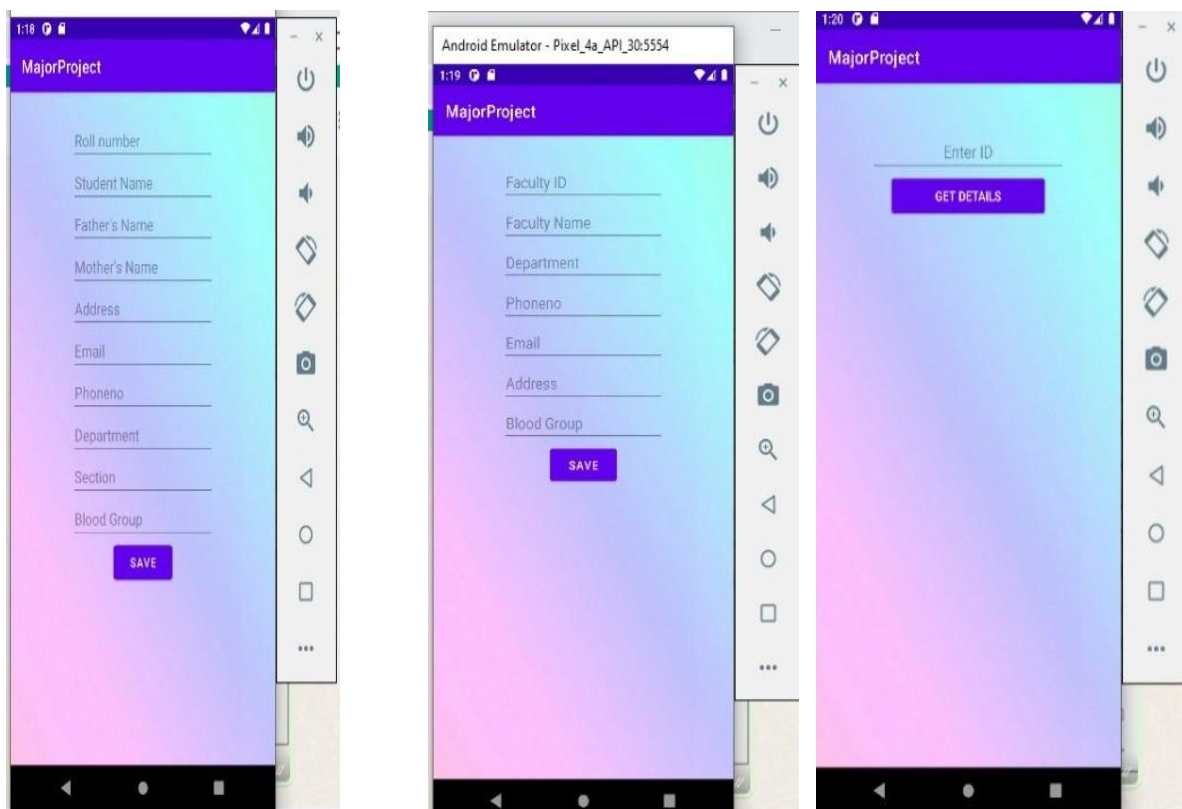 1:18
MajorProject
Roll number
Student Name
Father's Name
Mother's Name
Address
Email
Phoneno
Department
Section
Blood Group
SAVE
Android Emulator - Pixel_4a_API_30:5554
1:19
MajorProject
Faculty ID
Faculty Name
Department
Phoneno
Email
Address
Blood Group
SAVE
1:20
MajorProject
Enter ID
GET DETAILS